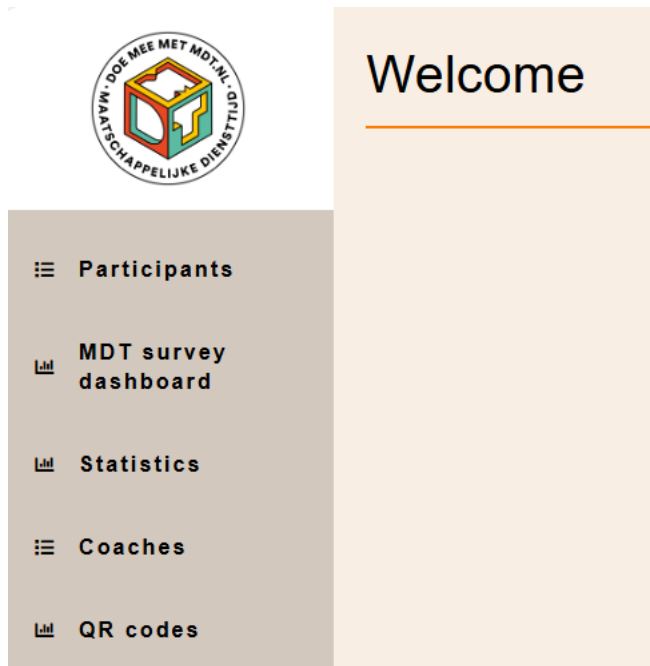 · DOE MEE MET MDT.NL ·
MAATSCHAPPELIJKE DIENSTTIJD
Welcome
Participants
MDT survey
dashboard
Statistics
Coaches
QR codes